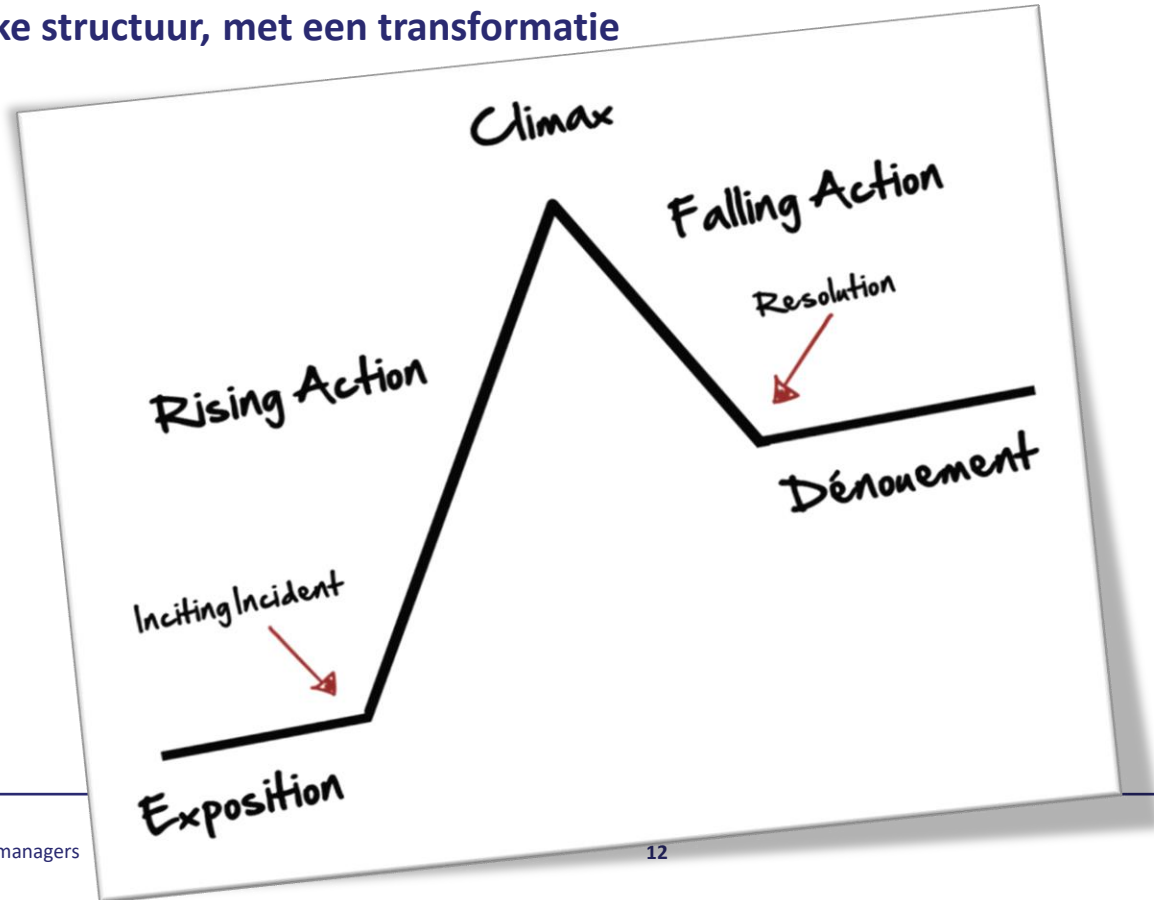 ke structuur, met een transformatie
Climax
Falling Action
Resolution
Rising Action
Dénouement
Inciting Incident
Exposition
managers
12